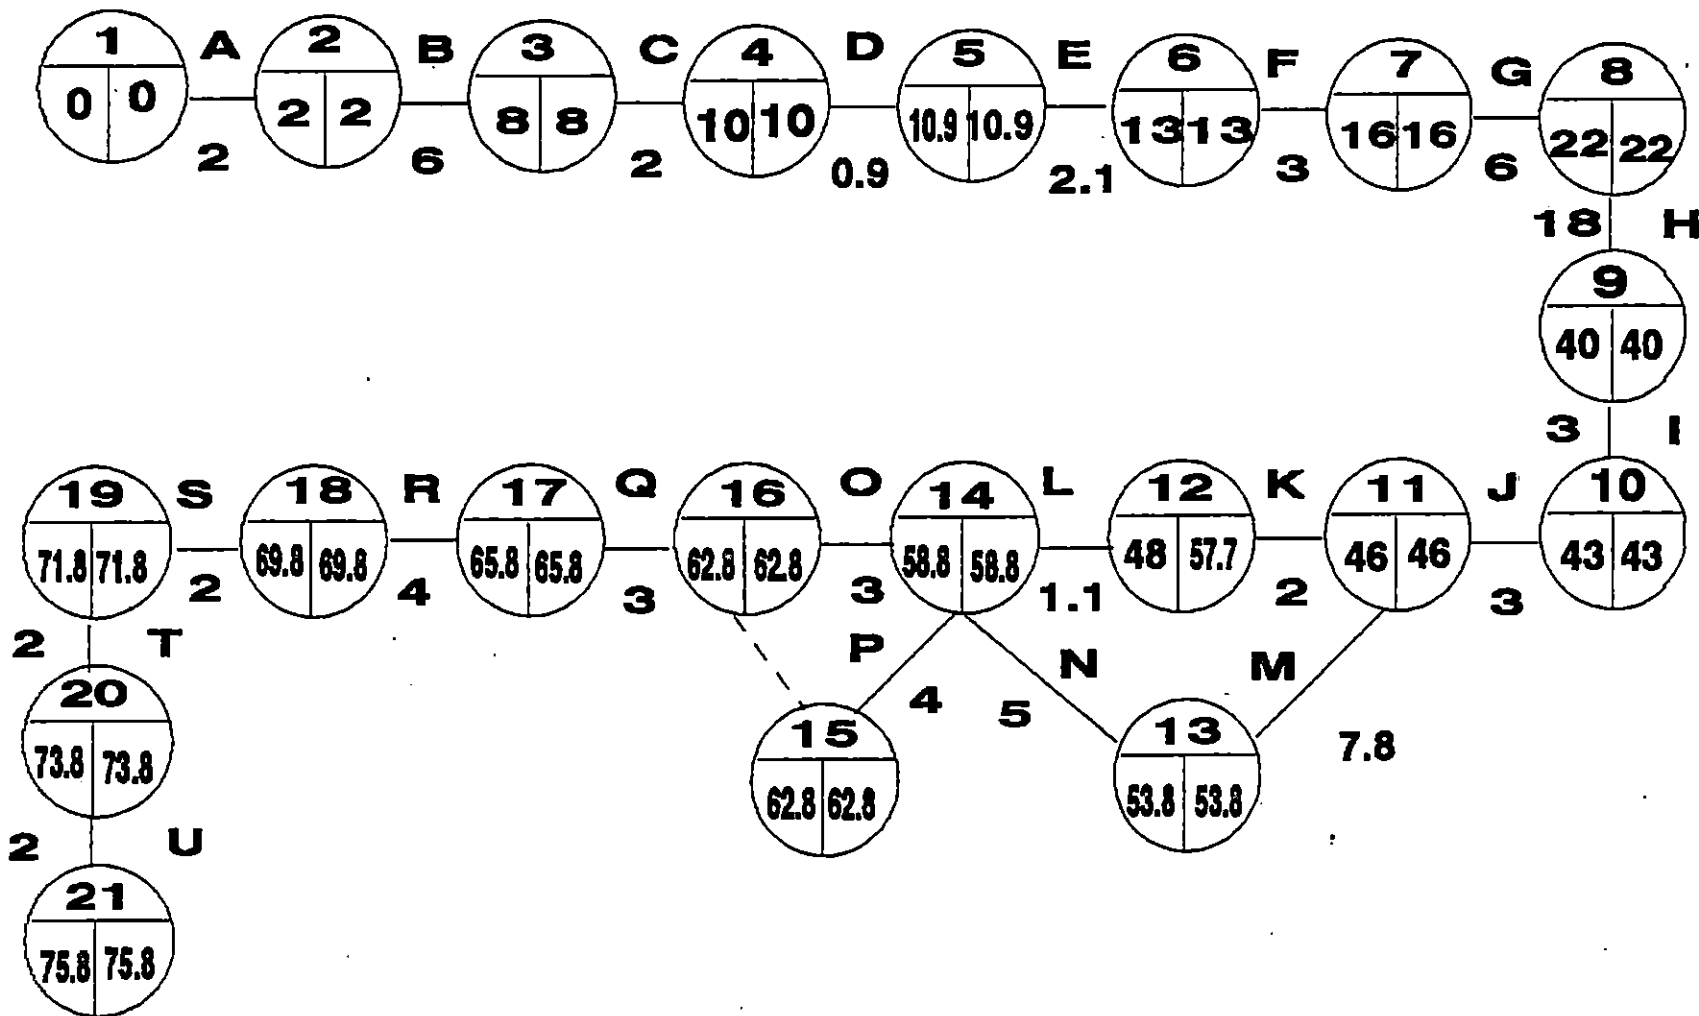 1 A 2 B 3 C 4 D 5 E 6 F 7 G 8
0 0 2 2 8 8 10 10 10.9 10.9 13 13 16 16 22 22
2 6 2 0.9 2.1 3 6
18 H
9
40 40
3 I
19 S 18 R 17 Q 16 O 14 L 12 K 11 J 10
71.8 71.8 69.8 69.8 65.8 65.8 62.8 62.8 58.8 58.8 48 57.7 46 46 43 43
2 4 3 3 1.1 2 3
2 T P N M
20 4 5 15 13
73.8 73.8 62.8 62.8 53.8 53.8 7.8
2 U
21
75.8 75.8